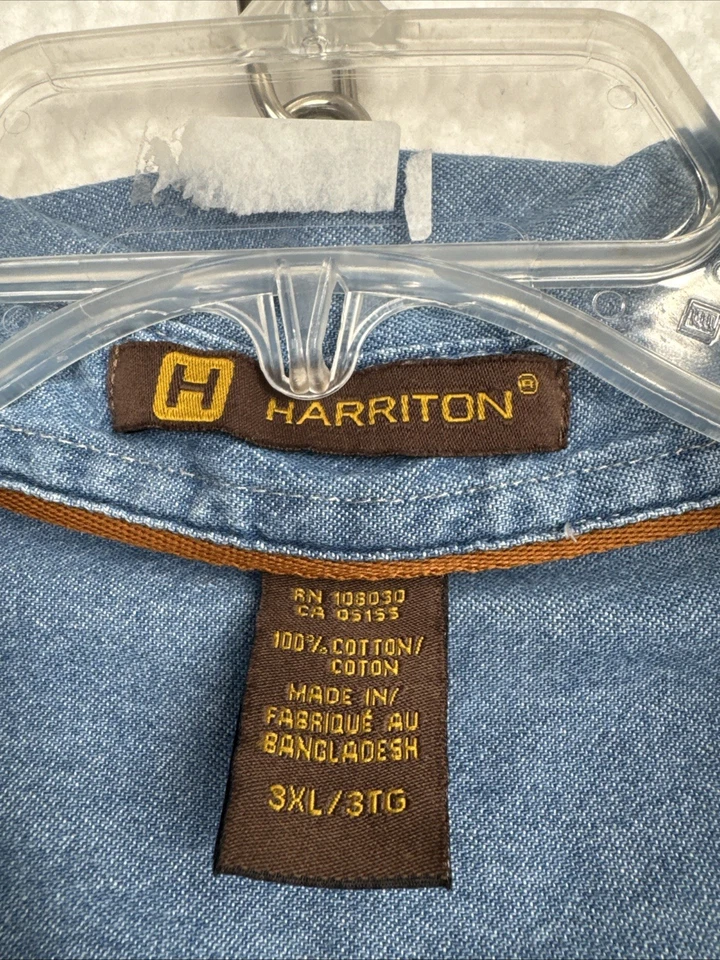 H HARRITON®
RN 108030
CA 05155
100% COTTON/
COTON
MADE IN/
FABRIQUÉ AU
BANGLADESH
3XL/3TG